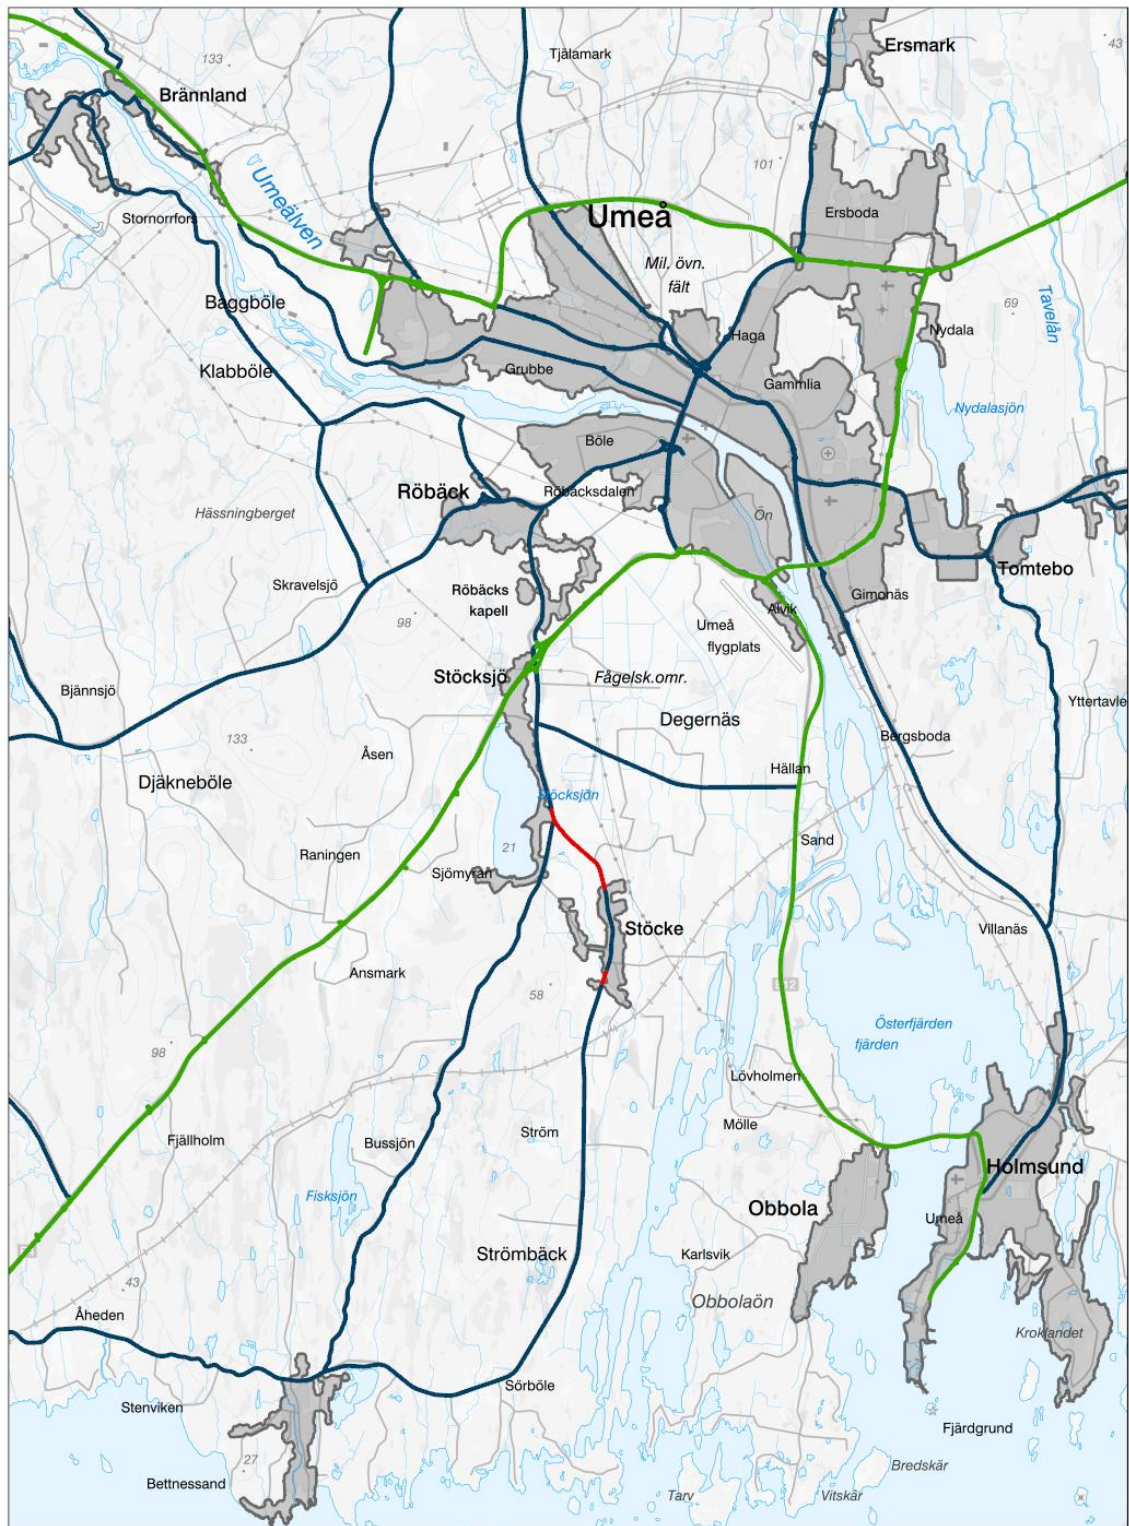 Ersmark
43
Tjälamark
133
Brännland
101
Umeälven
Stornorrfors
Umeå
Ersboda
Mil. övn.
fält
Tavelån
69
Baggböle
Haga
Nydala
Klabböle
Grubbe
Gammlia
Nydalasjön
Böle
Röbäck
Röbäcksdalen
Hässningberget
Ön
Tomtebo
Skravelsjö
Röbäcks
kapell
Alvik
Gimonäs
98
Umeå
flygplats
Stöcksjö
Fågelsk.omr.
Bjännsjö
Yttertavle
Degernäs
133
Åsen
Bergsboda
Djäkneböle
Hällan
Stöcksjön
Raningen
21
Sand
Sjömyran
Stöcke
Villanäs
Ansmark
58
E12
Österfjärden
fjärden
98
Lövholmen
Fjällholm
Bussjön
Ström
Mölle
Holmsund
Fisksjön
Obbola
Umeå
Strömbäck
Karlsvik
43
Obbolaön
Åheden
Kroklandet
Sörböle
Stenviken
Fjärdgrund
27
Bredskär
Bettnessand
Tarv
Vitskär